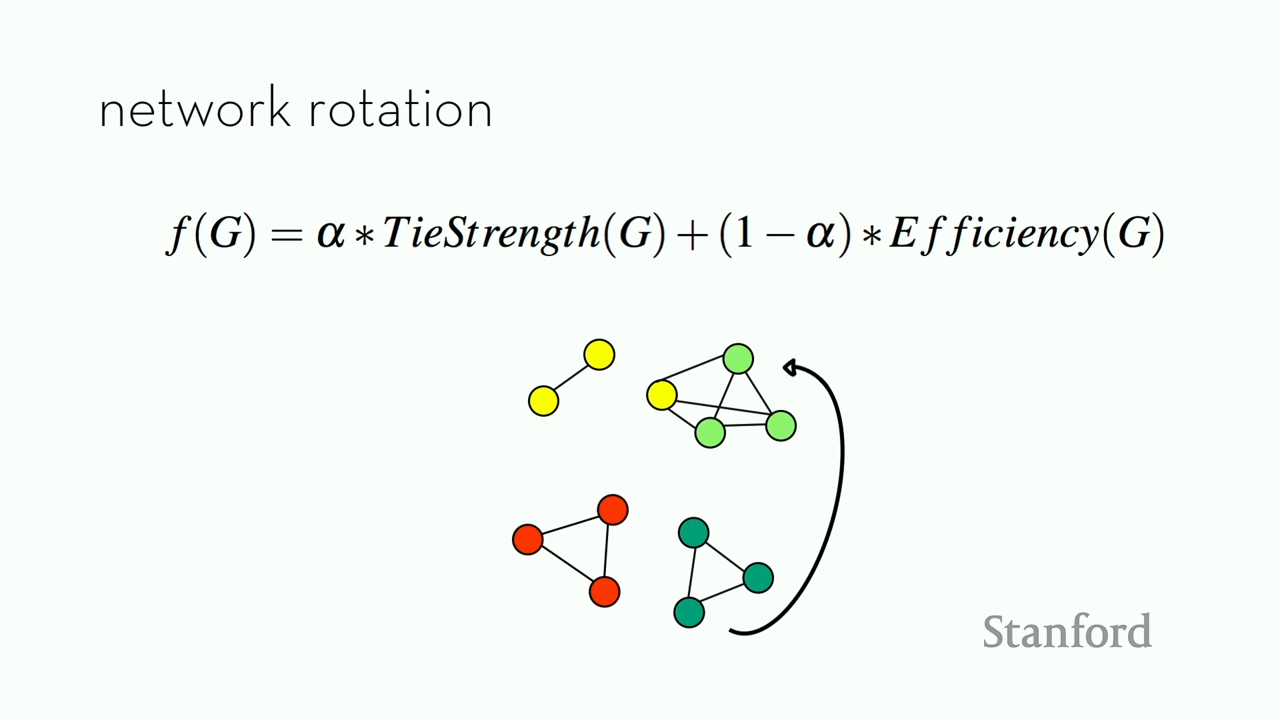 network rotation
f(G) = α * TieStrength(G) + (1 − α) * Efficiency(G)
Stanford